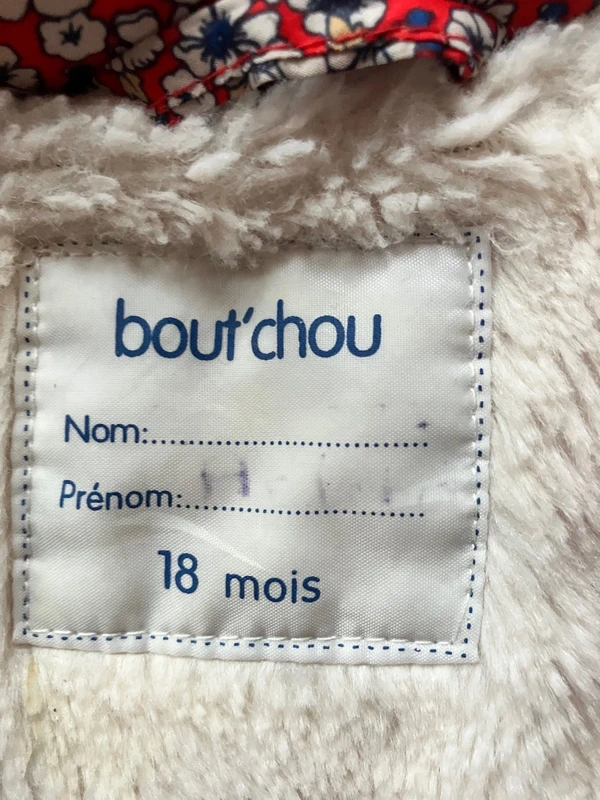 bout'chou
Nom:........................................
Prénom:...................................
18 mois